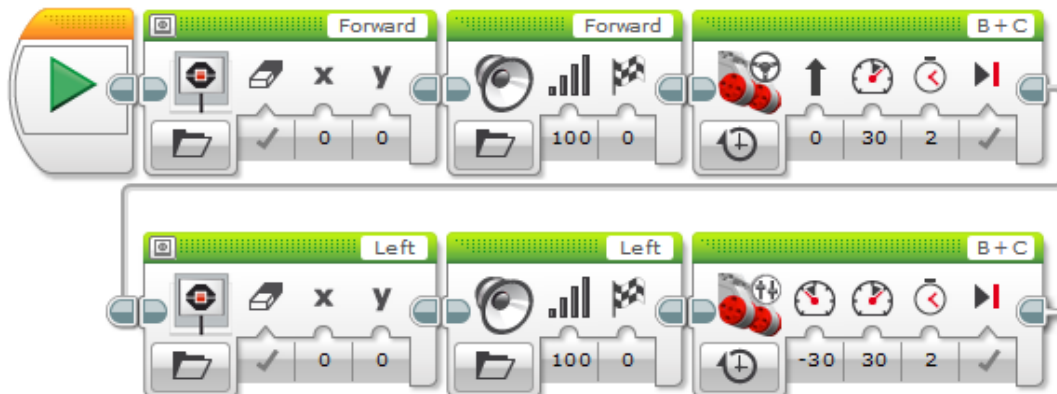 Forward Forward B + C
x y
0 0 100 0 0 30 2
Left Left B + C
x y
0 0 100 0 -30 30 2